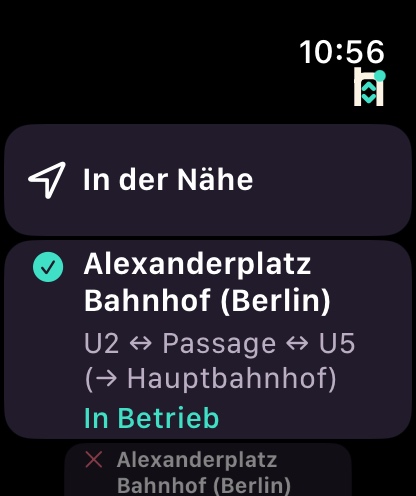 10:56
In der Nähe
Alexanderplatz
Bahnhof (Berlin)
U2 ↔ Passage ↔ U5
(→ Hauptbahnhof)
In Betrieb
Alexanderplatz
Bahnhof (Berlin)